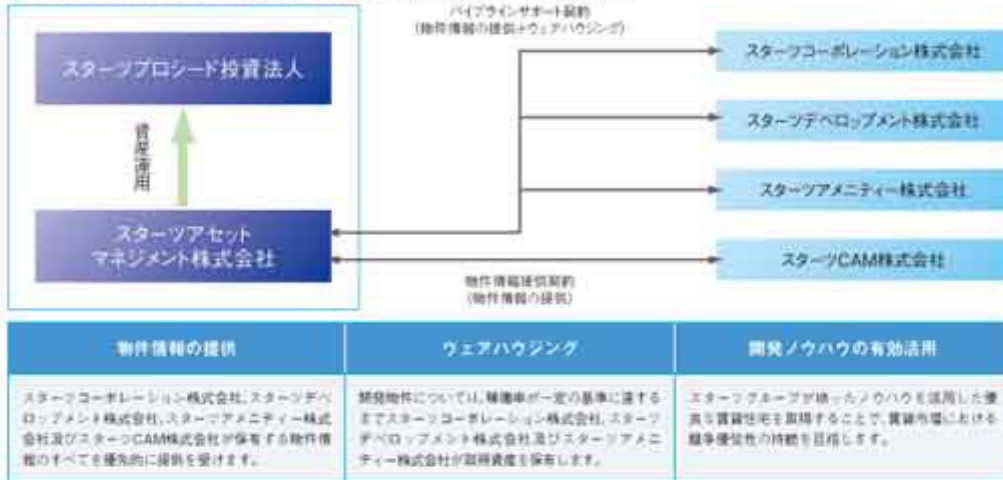 パイプラインサポート契約
(物件情報の提供+ウェアハウジング)
スターツプロシード投資法人
資産運用
スターツアセット
マネジメント株式会社
スターツコーポレーション株式会社
スターツデベロップメント株式会社
スターツアメニティー株式会社
スターツCAM株式会社
物件情報提供契約
(物件情報の提供)
物件情報の提供
スターツコーポレーション株式会社、スターツデベ
ロップメント株式会社、スターツアメニティー株式
会社及びスターツCAM株式会社が保有する物件情
報のすべてを優先的に提供を受けます。
ウェアハウジング
開発物件については、稼働率が一定の基準に達する
までスターツコーポレーション株式会社、スターツ
デベロップメント株式会社及びスターツアメニ
ティー株式会社が取得資産を保有します。
開発ノウハウの有効活用
スターツグループが培ったノウハウを活用した優
良な賃貸住宅を取得することで、賃貸市場における
競争優位性の持続を目指します。